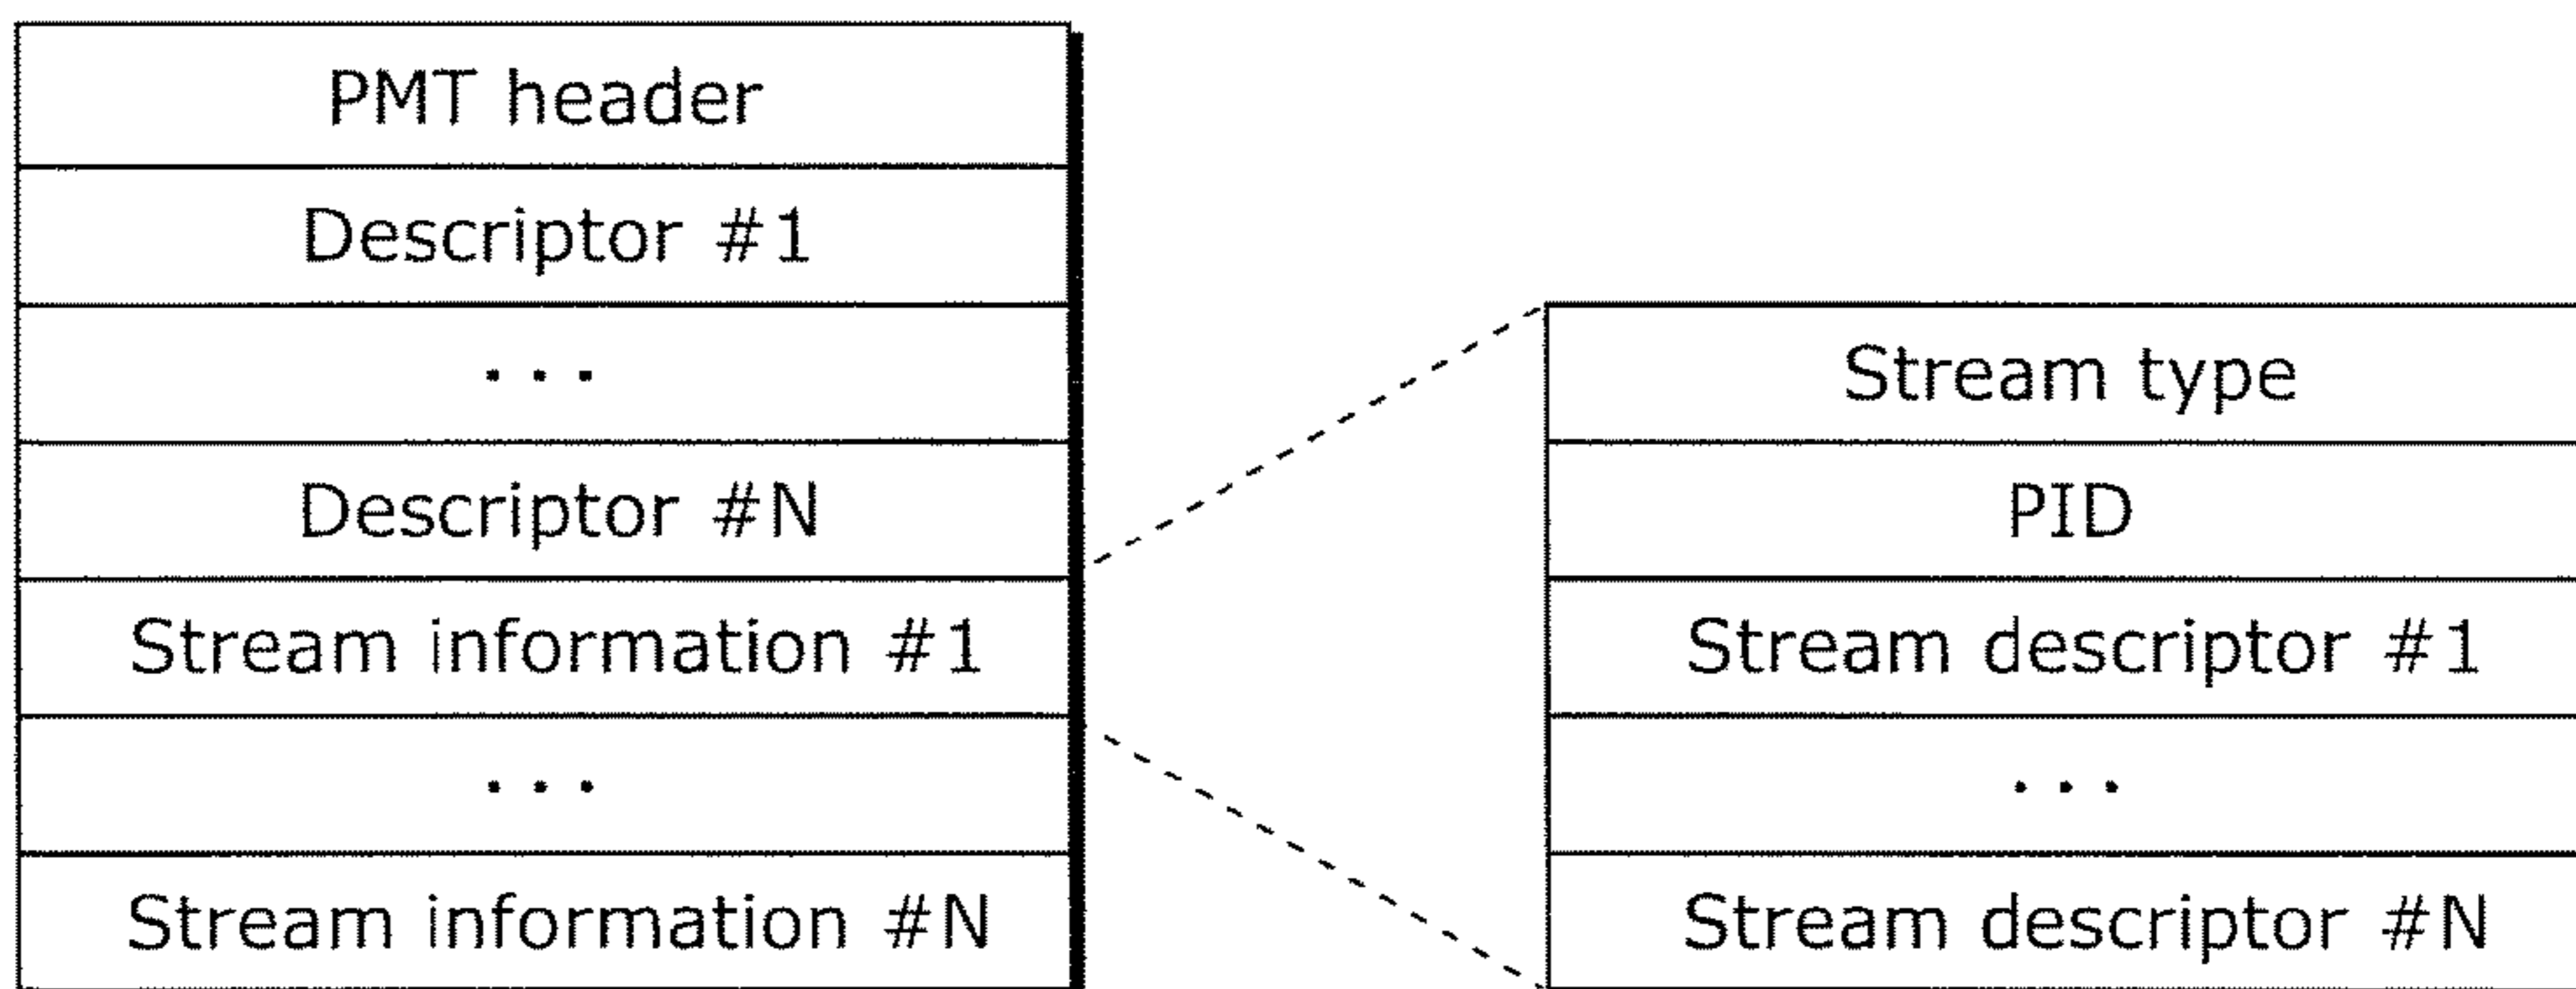 PMT header
Descriptor #1
...
Descriptor #N
Stream information #1
...
Stream information #N
Stream type
PID
Stream descriptor #1
...
Stream descriptor #N